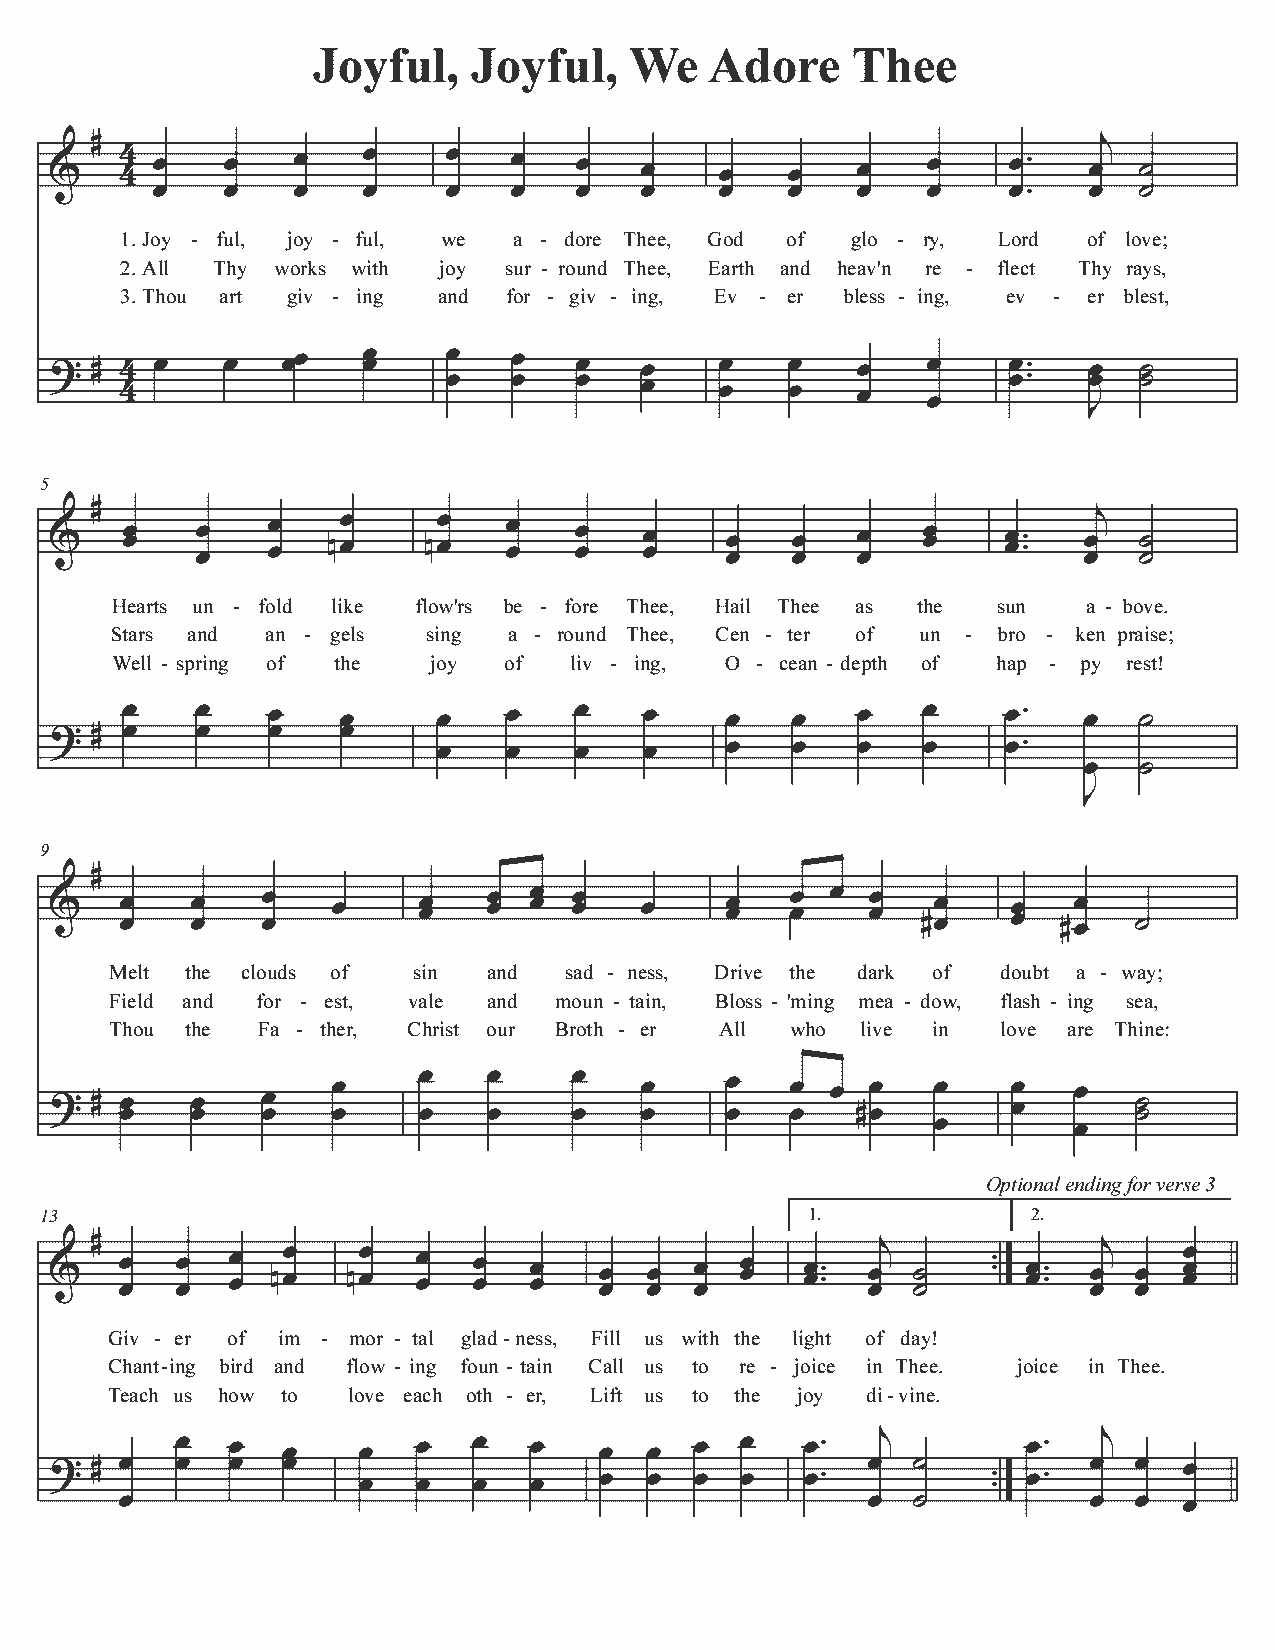 Joyful, Joyful, We Adore Thee
1. Joy - ful, joy - ful, we a - dore Thee, God of glo - ry, Lord of love;
2. All Thy works with joy sur - round Thee, Earth and heav'n re - flect Thy rays,
3. Thou art giv - ing and for - giv - ing, Ev - er bless - ing, ev - er blest,
5
Hearts un - fold like flow'rs be - fore Thee, Hail Thee as the sun a - bove.
Stars and an - gels sing a - round Thee, Cen - ter of un - bro - ken praise;
Well - spring of the joy of liv - ing, O - cean - depth of hap - py rest!
9
Melt the clouds of sin and sad - ness, Drive the dark of doubt a - way;
Field and for - est, vale and moun - tain, Bloss - 'ming mea - dow, flash - ing sea,
Thou the Fa - ther, Christ our Broth - er All who live in love are Thine:
Optional ending for verse 3
13 1. 2.
Giv - er of im - mor - tal glad - ness, Fill us with the light of day!
Chant-ing bird and flow - ing foun - tain Call us to re - joice in Thee. joice in Thee.
Teach us how to love each oth - er, Lift us to the joy di - vine.